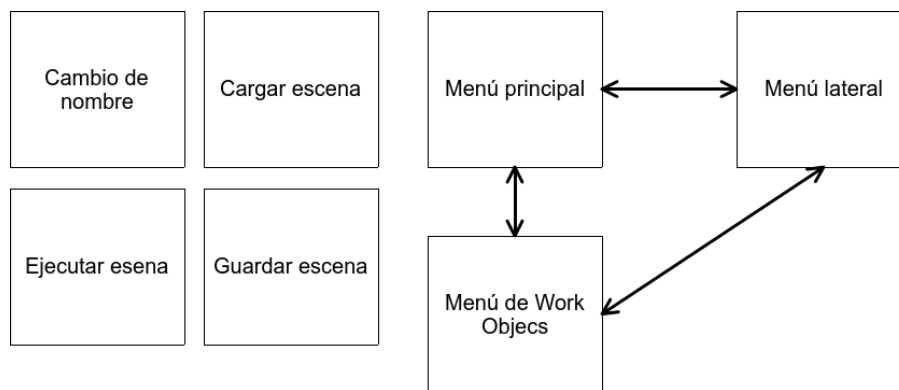 Cambio de
nombre
Cargar escena
Menú principal
Menú lateral
Ejecutar esena
Guardar escena
Menú de Work
Objecs